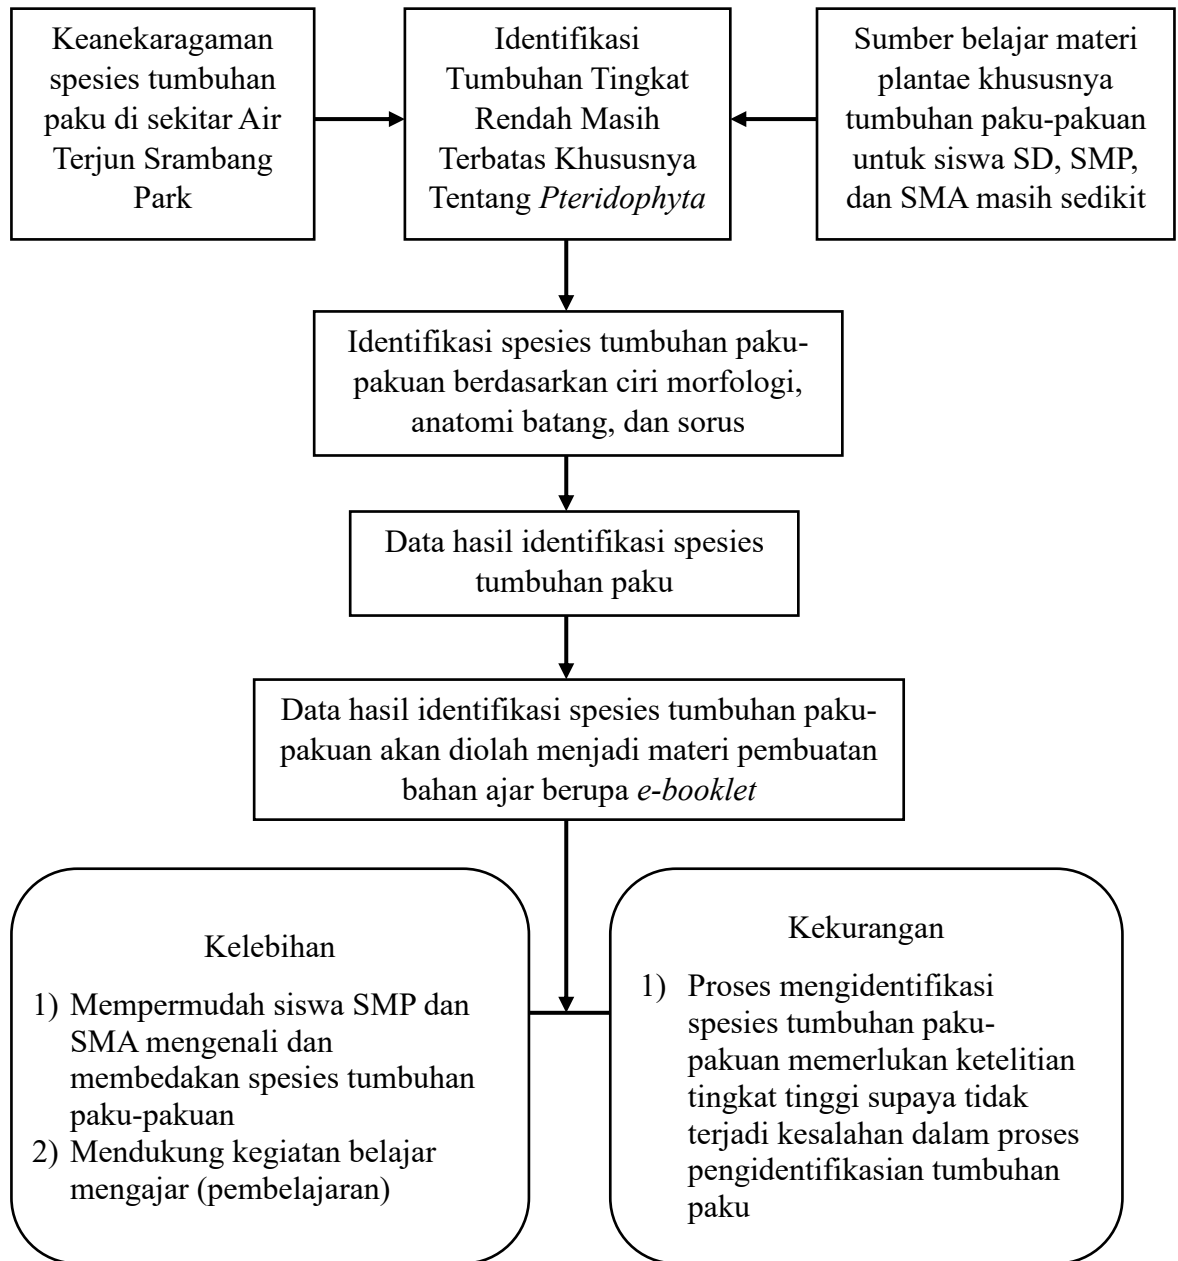 Keanekaragaman
spesies tumbuhan
paku di sekitar Air
Terjun Srambang
Park
Identifikasi
Tumbuhan Tingkat
Rendah Masih
Terbatas Khususnya
Tentang Pteridophyta
Sumber belajar materi
plantae khususnya
tumbuhan paku-pakuan
untuk siswa SD, SMP,
dan SMA masih sedikit
Identifikasi spesies tumbuhan paku-
pakuan berdasarkan ciri morfologi,
anatomi batang, dan sorus
Data hasil identifikasi spesies
tumbuhan paku
Data hasil identifikasi spesies tumbuhan paku-
pakuan akan diolah menjadi materi pembuatan
bahan ajar berupa e-booklet
Kelebihan
1) Mempermudah siswa SMP dan
SMA mengenali dan
membedakan spesies tumbuhan
paku-pakuan
2) Mendukung kegiatan belajar
mengajar (pembelajaran)
Kekurangan
1) Proses mengidentifikasi
spesies tumbuhan paku-
pakuan memerlukan ketelitian
tingkat tinggi supaya tidak
terjadi kesalahan dalam proses
pengidentifikasian tumbuhan
paku